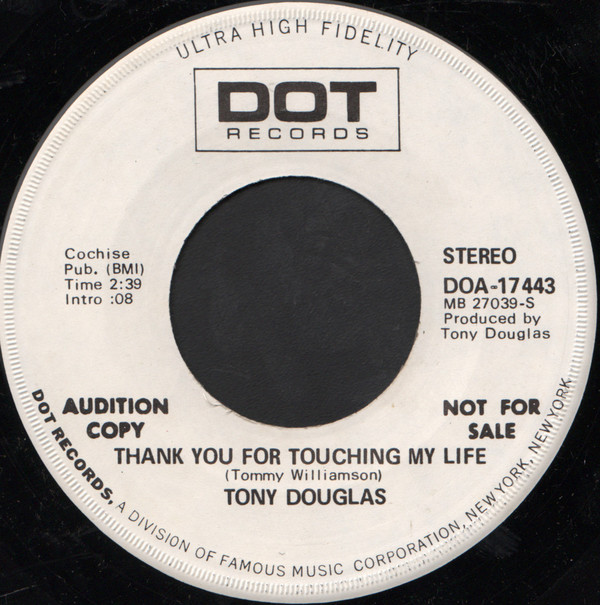 ULTRA HIGH FIDELITY
DOT
RECORDS
Cochise
Pub. (BMI)
Time 2:39
Intro :08
STEREO
DOA-17443
MB 27039-S
Produced by
Tony Douglas
AUDITION
COPY
NOT FOR
SALE
THANK YOU FOR TOUCHING MY LIFE
(Tommy Williamson)
TONY DOUGLAS
DOT RECORDS, A DIVISION OF FAMOUS MUSIC CORPORATION, NEW YORK, NEW YORK